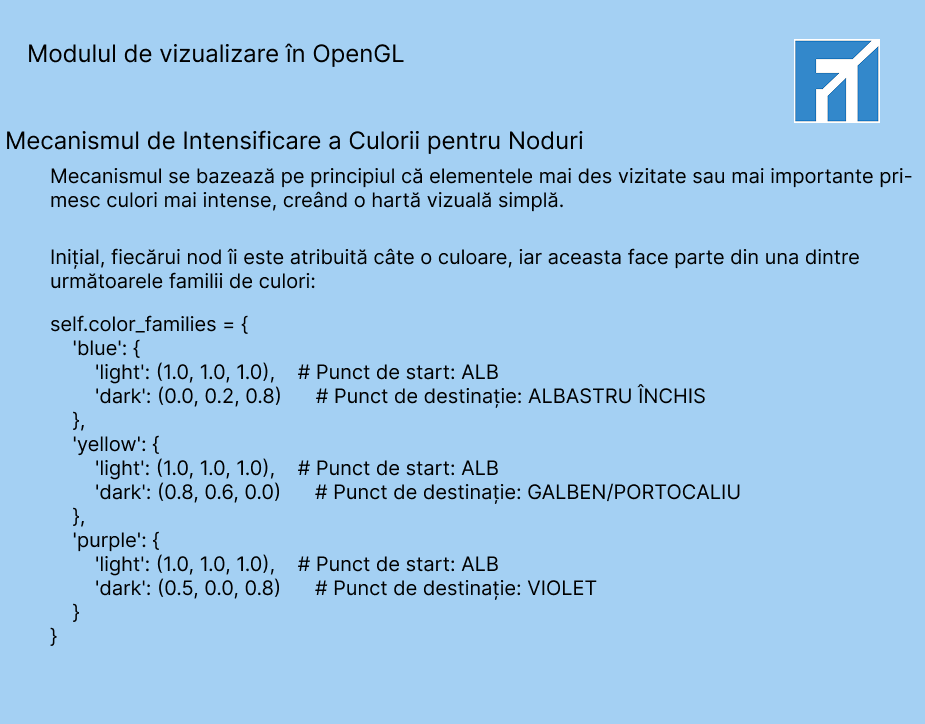 Modulul de vizualizare în OpenGL
Mecanismul de Intensificare a Culorii pentru Noduri
Mecanismul se bazează pe principiul că elementele mai des vizitate sau mai importante pri-
mesc culori mai intense, creând o hartă vizuală simplă.
Inițial, fiecărui nod îi este atribuită câte o culoare, iar aceasta face parte din una dintre
următoarele familii de culori:
self.color_families = {
'blue': {
'light': (1.0, 1.0, 1.0), # Punct de start: ALB
'dark': (0.0, 0.2, 0.8) # Punct de destinație: ALBASTRU ÎNCHIS
},
'yellow': {
'light': (1.0, 1.0, 1.0), # Punct de start: ALB
'dark': (0.8, 0.6, 0.0) # Punct de destinație: GALBEN/PORTOCALIU
},
'purple': {
'light': (1.0, 1.0, 1.0), # Punct de start: ALB
'dark': (0.5, 0.0, 0.8) # Punct de destinație: VIOLET
}
}